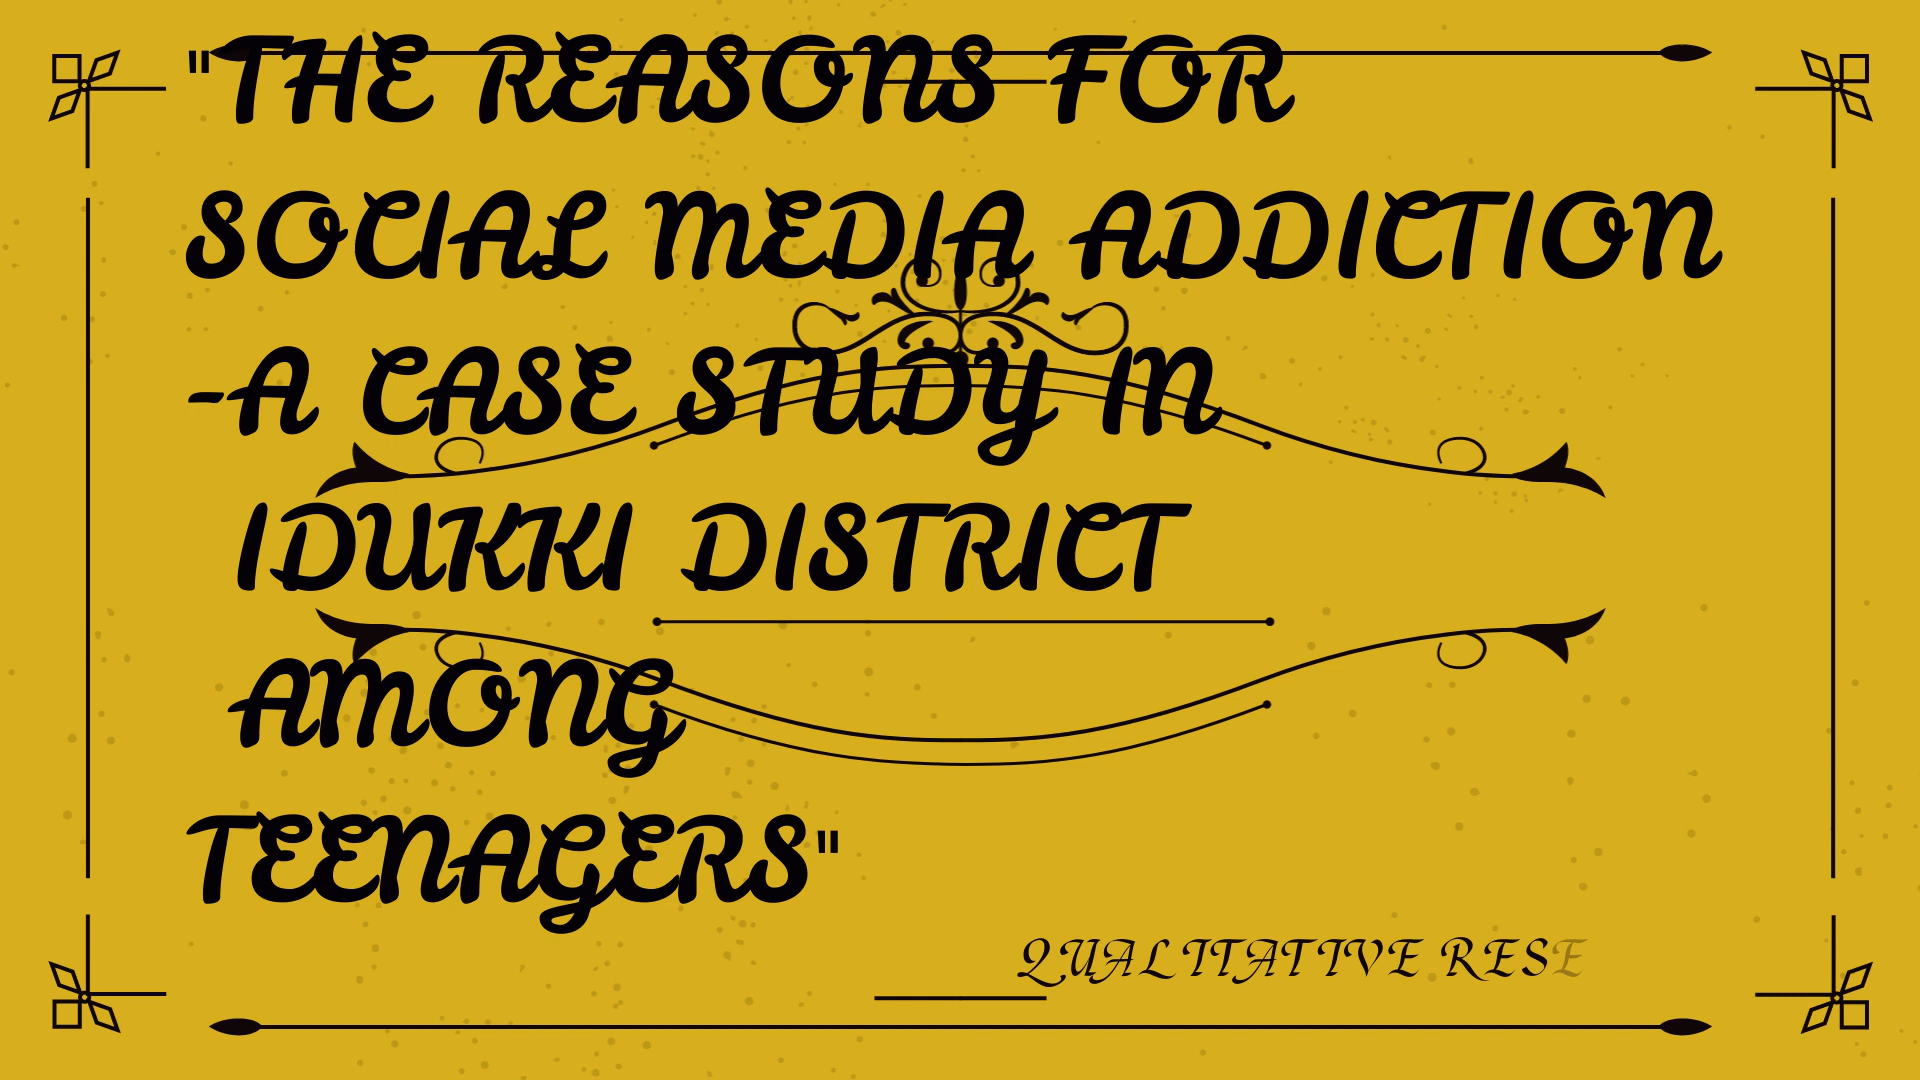 "THE REASONS FOR
SOCIAL MEDIA ADDICTION
-A CASE STUDY IN
IDUKKI DISTRICT
AMONG
TEENAGERS"
QUALITATIVE RESE